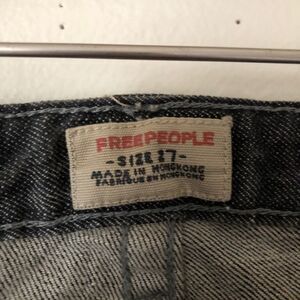 FREEPEOPLE
-SIZE 27-
MADE IN HONGKONG
FABRIQUE EN HONGKONG